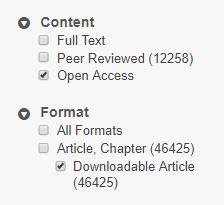 Content
Full Text
Peer Reviewed (12258)
Open Access
Format
All Formats
Article, Chapter (46425)
Downloadable Article
(46425)